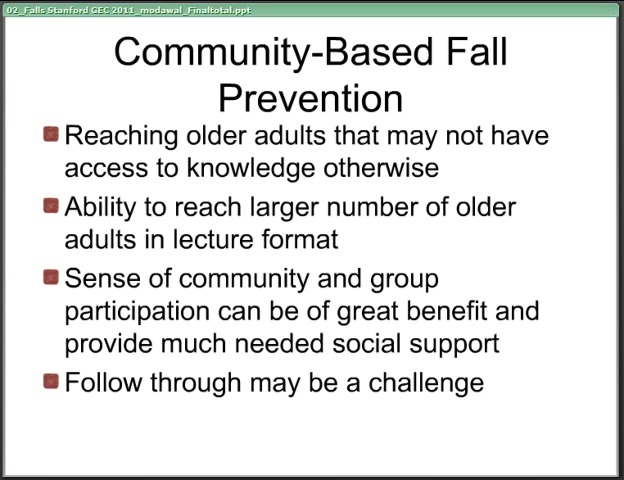 02_Falls Stanford GEC 2011_modawal_Finaltotal.ppt
Community-Based Fall
Prevention
Reaching older adults that may not have
access to knowledge otherwise
Ability to reach larger number of older
adults in lecture format
Sense of community and group
participation can be of great benefit and
provide much needed social support
Follow through may be a challenge